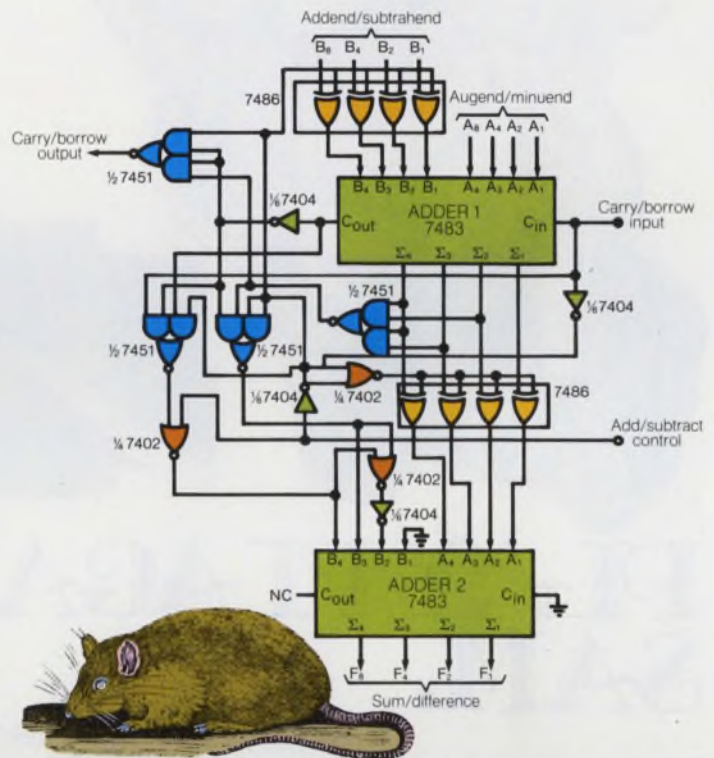 Addend/subtrahend
B₈ B₄ B₂ B₁
7486
Augend/minuend
A₈ A₄ A₂ A₁
Carry/borrow
output
½ 7451
⅙ 7404
B₄ B₃ B₂ B₁ A₄ A₃ A₂ A₁
ADDER 1
7483
Cout
Cin
Σ₄ Σ₃ Σ₂ Σ₁
Carry/borrow
input
½ 7451
⅙ 7404
½ 7451
½ 7451
⅙ 7404
¼ 7402
7486
Add/subtract
control
¼ 7402
¼ 7402
⅙ 7404
B₄ B₃ B₂ B₁ A₄ A₃ A₂ A₁
ADDER 2
7483
NC
Cout
Cin
Σ₄ Σ₃ Σ₂ Σ₁
F₈ F₄ F₂ F₁
Sum/difference